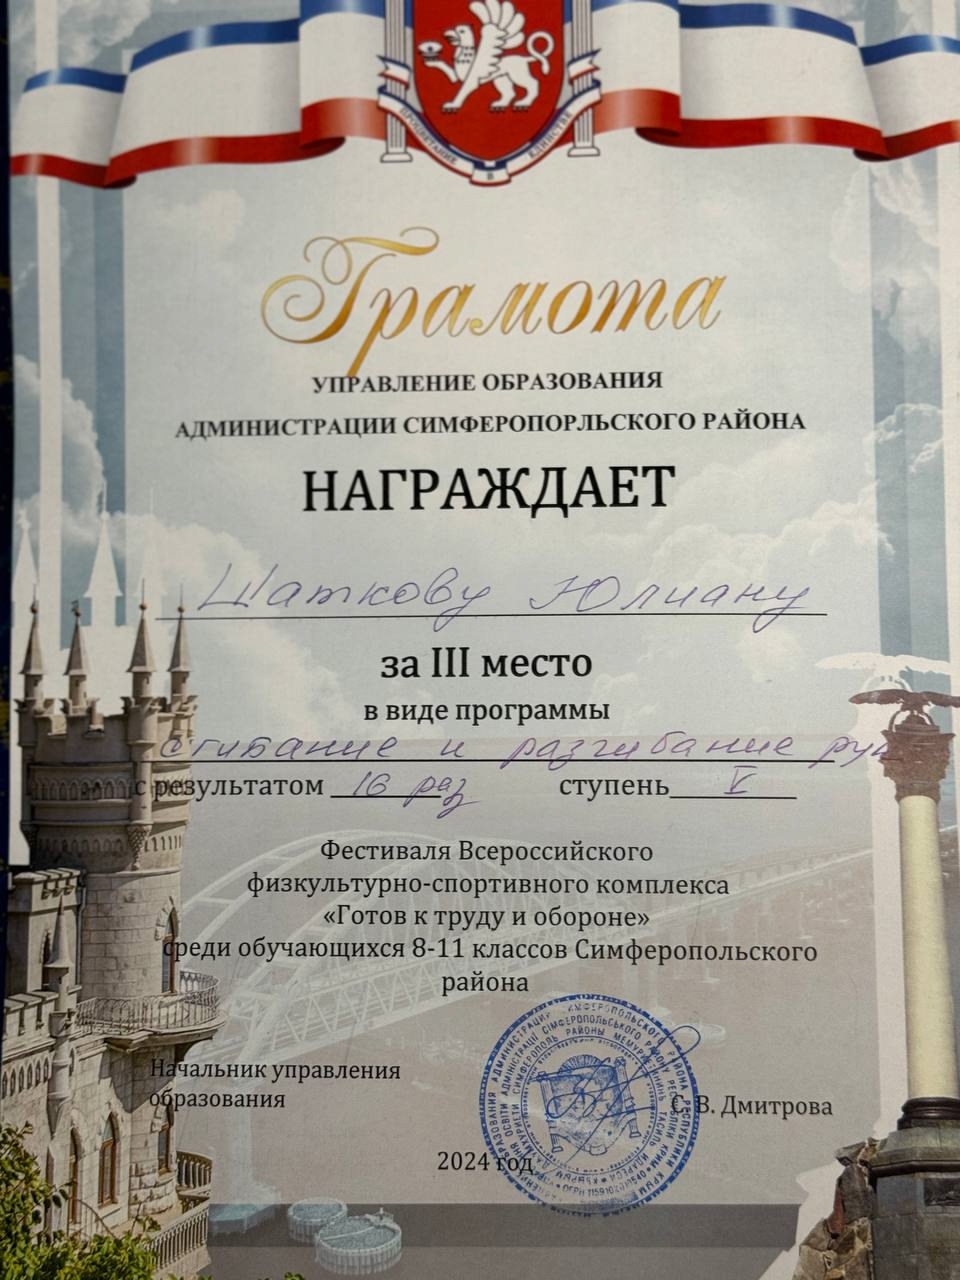 ПРОЦВЕТАНИЕ В ЕДИНСТВЕ
Грамота
УПРАВЛЕНИЕ ОБРАЗОВАНИЯ
АДМИНИСТРАЦИИ СИМФЕРОПОРЛЬСКОГО РАЙОНА
НАГРАЖДАЕТ
Шаткову Юлиану
за III место
в виде программы
сгибание и разгибание рук
с результатом 16 раз ступень V
Фестиваля Всероссийского
физкультурно-спортивного комплекса
«Готов к труду и обороне»
среди обучающихся 8-11 классов Симферопольского
района
Начальник управления
образования
С. В. Дмитрова
2024 год